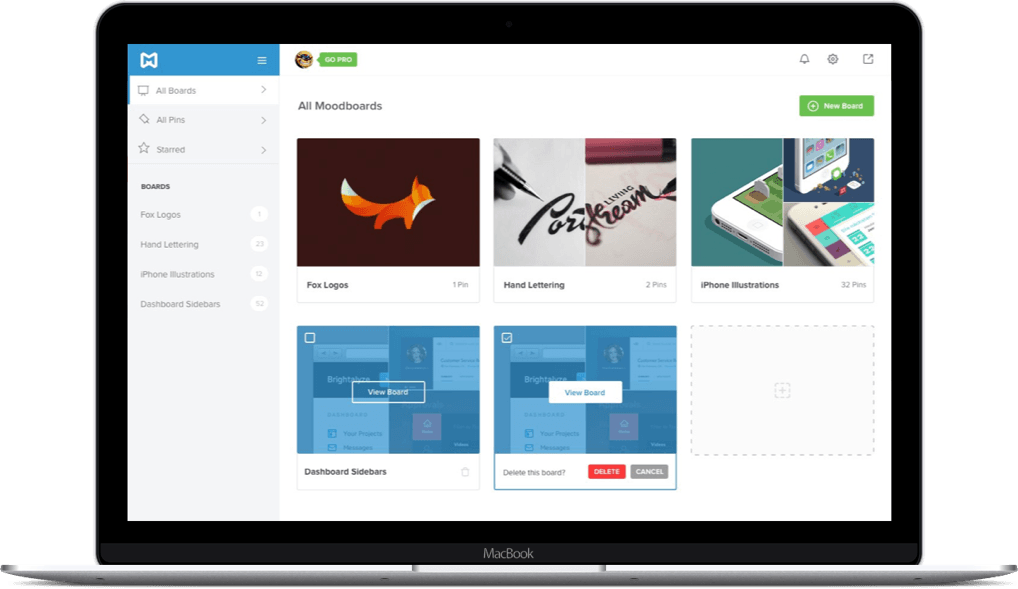 GO PRO
All Boards
All Pins
Starred
BOARDS
Fox Logos 1
Hand Lettering 23
iPhone Illustrations 12
Dashboard Sidebars 52
All Moodboards
New Board
LIVING
Fox Logos 1 Pin
Hand Lettering 2 Pins
iPhone Illustrations 32 Pins
Brightalyze
View Board
DASHBOARD
Your Projects
Messages
Dashboard Sidebars
Brightalyze
View Board
DASHBOARD
Your Projects
Messages
Delete this board? DELETE CANCEL
MacBook